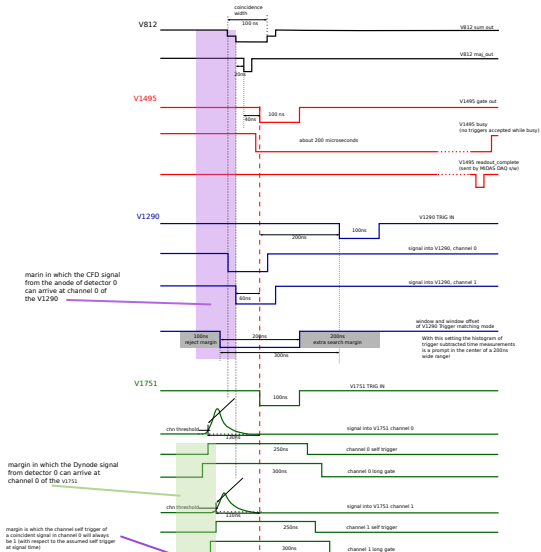 coincidence
width
100 ns
V812
V812 sum out
V812 maj_out
20ns
V1495
V1495 gate out
100 ns
40ns
V1495 busy
(no triggers accepted while busy)
about 200 microseconds
V1495 readout_complete
(sent by MIDAS DAQ s/w)
V1290
V1290 TRIG IN
100ns
200ns
signal into V1290, channel 0
marin in which the CFD signal
from the anode of detector 0
can arrive at channel 0 of
the V1290
signal into V1290, channel 1
60ns
window and window offset
of V1290 Trigger matching mode
100ns
reject margin
200ns
200ns
extra search margin
300ns
With this setting the histogram of
trigger subtracted time measurements
is a prompt in the center of a 200ns
wide range!
V1751
V1751 TRIG IN
100ns
chn threshold
signal into V1751 channel 0
130ns
250ns
channel 0 self trigger
margin in which the Dynode signal
from detector 0 can arrive at
channel 0 of the V1751
300ns
channel 0 long gate
chn threshold
signal into V1751 channel 1
110ns
margin is which the channel self trigger of
a coincident signal in channel 0 will always
be 1 (with respect to the assumed self trigger
at signal time)
250ns
channel 1 self trigger
300ns
channel 1 long gate